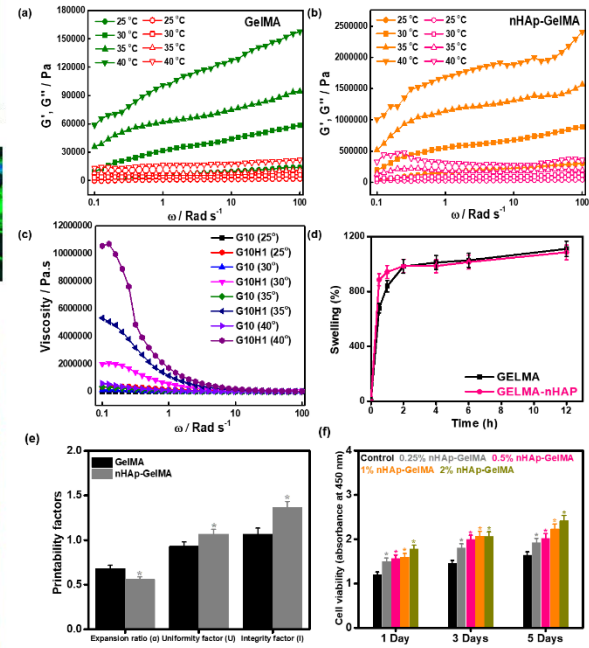 (a)
25 °C 25 °C
30 °C 30 °C
35 °C 35 °C
40 °C 40 °C
GelMA
G', G'' / Pa
180000
150000
120000
90000
60000
30000
0
0.1 1 10 100
ω / Rad s-1
(b)
25 °C 25 °C
30 °C 30 °C
35 °C 35 °C
40 °C 40 °C
nHAp-GelMA
G', G'' / Pa
2500000
2000000
1500000
1000000
500000
0
0.1 1 10 100
ω / Rad s-1
(c)
Viscosity / Pa.s
12000000
10000000
8000000
6000000
4000000
2000000
0
G10 (25°)
G10H1 (25°)
G10 (30°)
G10H1 (30°)
G10 (35°)
G10H1 (35°)
G10 (40°)
G10H1 (40°)
0.1 1 10 100
ω / Rad s-1
(d)
Swelling (%)
1200
800
400
0
GELMA
GELMA-nHAP
0 2 4 6 8 10 12
Time (h)
(e)
GelMA
nHAp-GelMA
Printability factors
2.0
1.5
1.0
0.5
0.0
* * *
Expansion ratio (α) Uniformity factor (U) Integrity factor (I)
(f)
Control 0.25% nHAp-GelMA 0.5% nHAp-GelMA
1% nHAp-GelMA 2% nHAp-GelMA
Cell viability (absorbance at 450 nm)
4
3
2
1
0
* * * * * * * * * * * *
1 Day 3 Days 5 Days